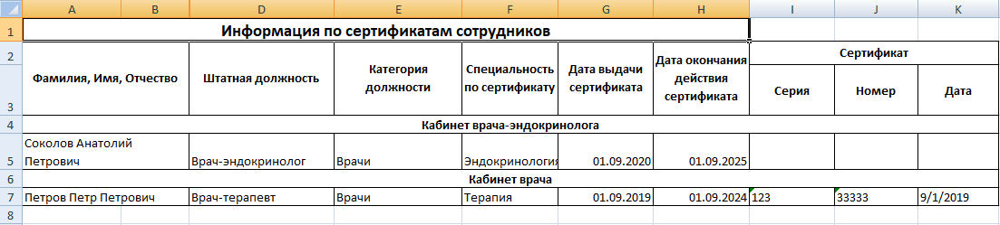 A B D E F G H I J K
1 Информация по сертификатам сотрудников
2 Фамилия, Имя, Отчество Штатная должность Категория должности Специальность по сертификату Дата выдачи сертификата Дата окончания действия сертификата Сертификат
3 Серия Номер Дата
4 Кабинет врача-эндокринолога
5 Соколов Анатолий Петрович Врач-эндокринолог Врачи Эндокринология 01.09.2020 01.09.2025
6 Кабинет врача
7 Петров Петр Петрович Врач-терапевт Врачи Терапия 01.09.2019 01.09.2024 123 33333 9/1/2019
8